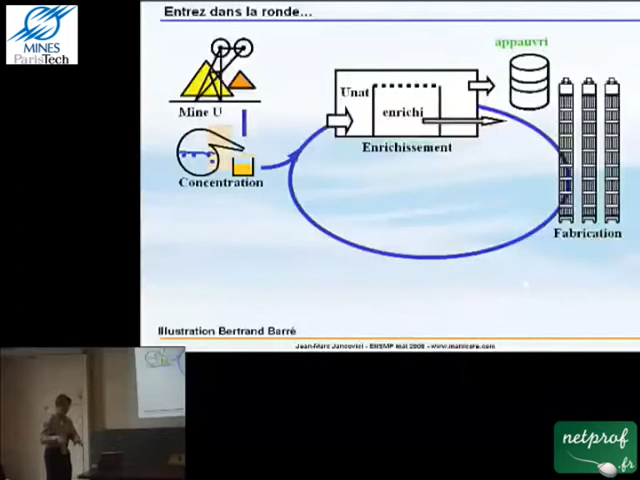 MINES
ParisTech
Entrez dans la ronde...
appauvri
Unat
enrichi
Mine U
Enrichissement
Concentration
Fabrication
Illustration Bertrand Barré
Jean-Marc Jancovici - ENSMP mai 2008 - www.manicore.com
netprof
.fr